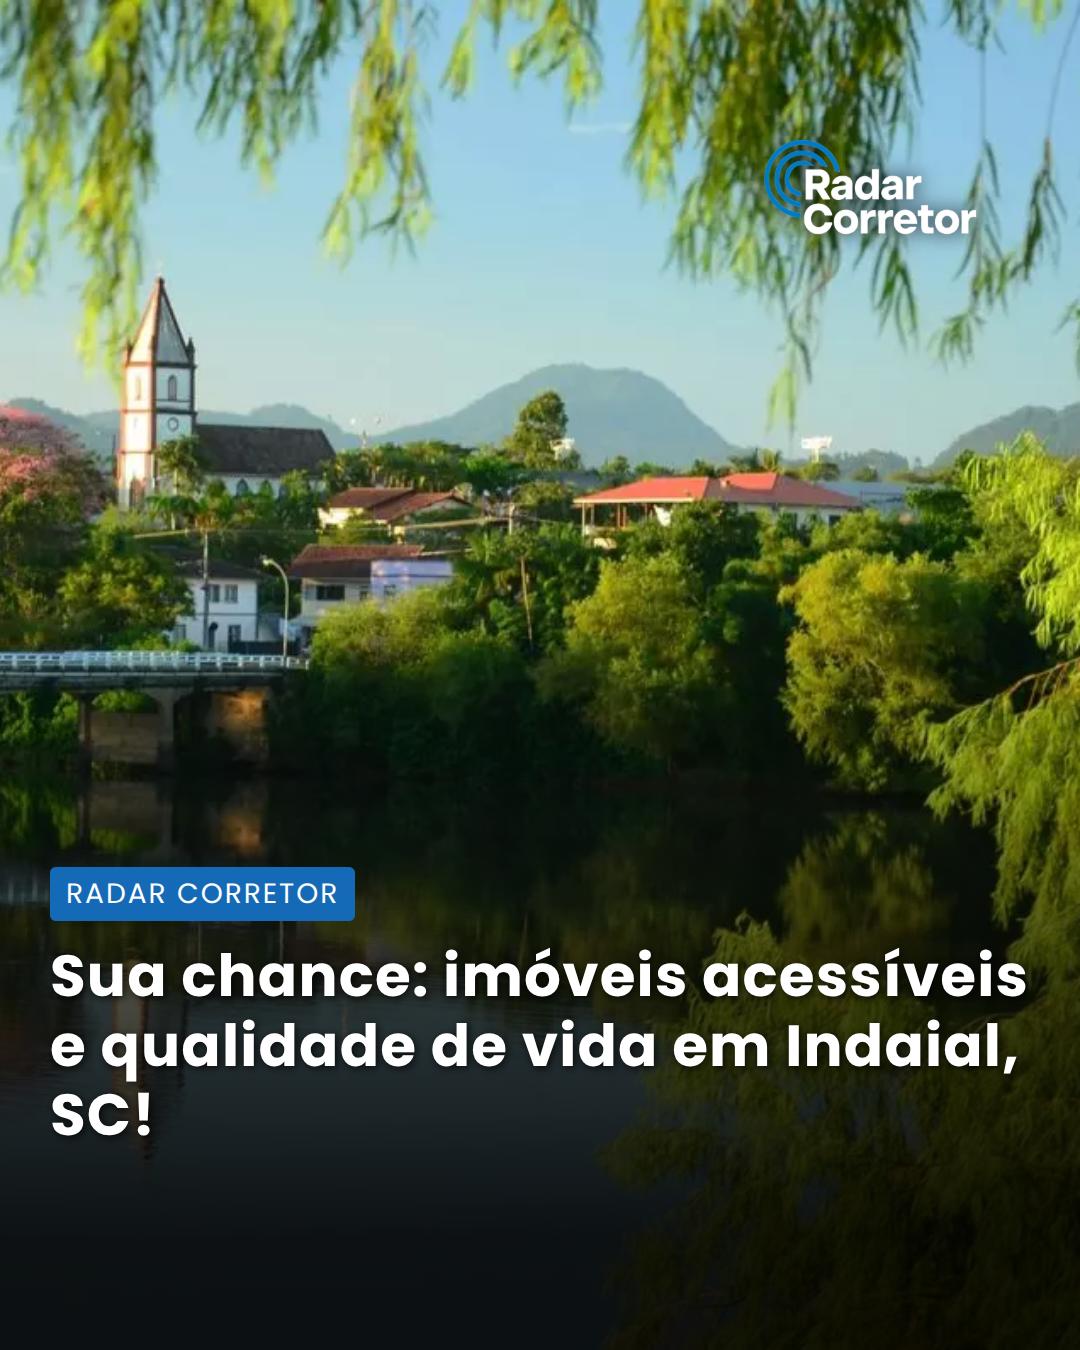 Radar
Corretor
RADAR CORRETOR
Sua chance: imóveis acessíveis
e qualidade de vida em Indaial,
SC!